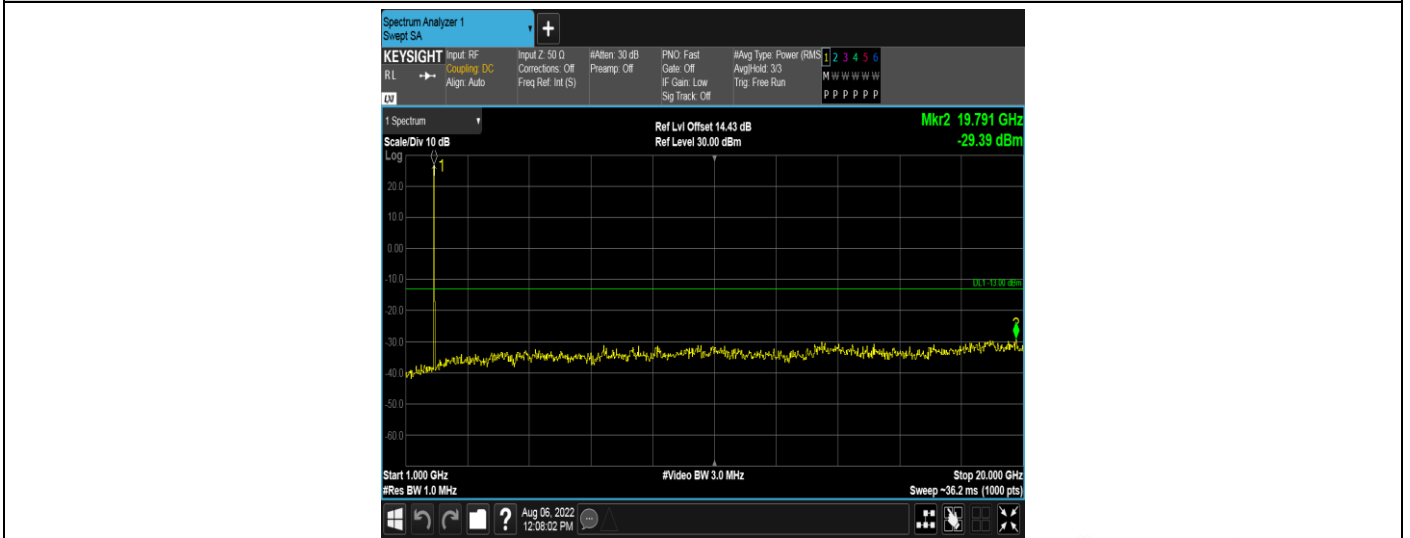 Spectrum Analyzer 1
Swept SA
+
KEYSIGHT
RL
LXI
Input: RF
Coupling: DC
Align: Auto
Input Z: 50 Ω
Corrections: Off
Freq Ref: Int (S)
#Atten: 30 dB
Preamp: Off
PNO: Fast
Gate: Off
IF Gain: Low
Sig Track: Off
#Avg Type: Power (RMS
Avg|Hold: 3/3
Trig: Free Run
1 2 3 4 5 6
M W W W W W
P P P P P P
1 Spectrum
Scale/Div 10 dB
Log
Ref Lvl Offset 14.43 dB
Ref Level 30.00 dBm
Mkr2 19.791 GHz
-29.39 dBm
1
20.0
10.0
0.00
-10.0
DL1 -13.00 dBm
-20.0
2
-30.0
-40.0
-50.0
-60.0
Start 1.000 GHz
#Res BW 1.0 MHz
#Video BW 3.0 MHz
Stop 20.000 GHz
Sweep ~36.2 ms (1000 pts)
?
Aug 06, 2022
12:08:02 PM